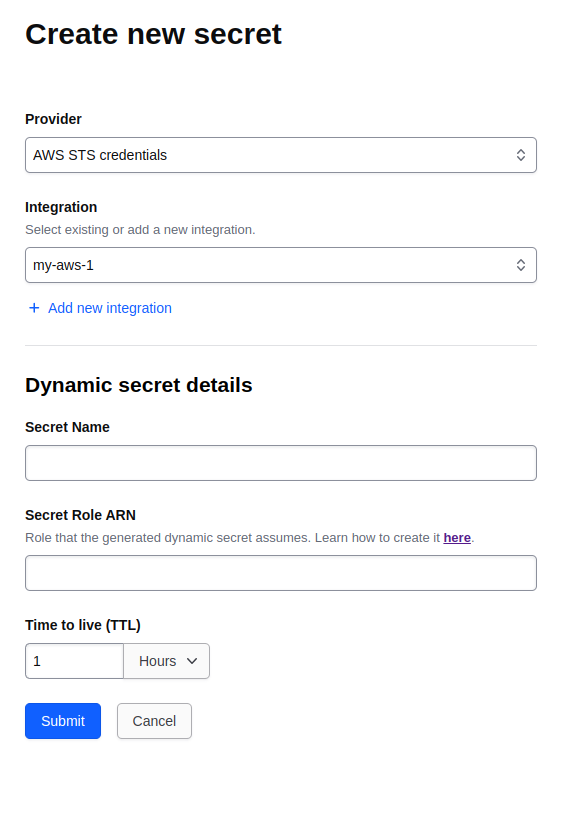 Create new secret
Provider
AWS STS credentials
Integration
Select existing or add a new integration.
my-aws-1
+ Add new integration
Dynamic secret details
Secret Name
Secret Role ARN
Role that the generated dynamic secret assumes. Learn how to create it here.
Time to live (TTL)
1 Hours
Submit Cancel